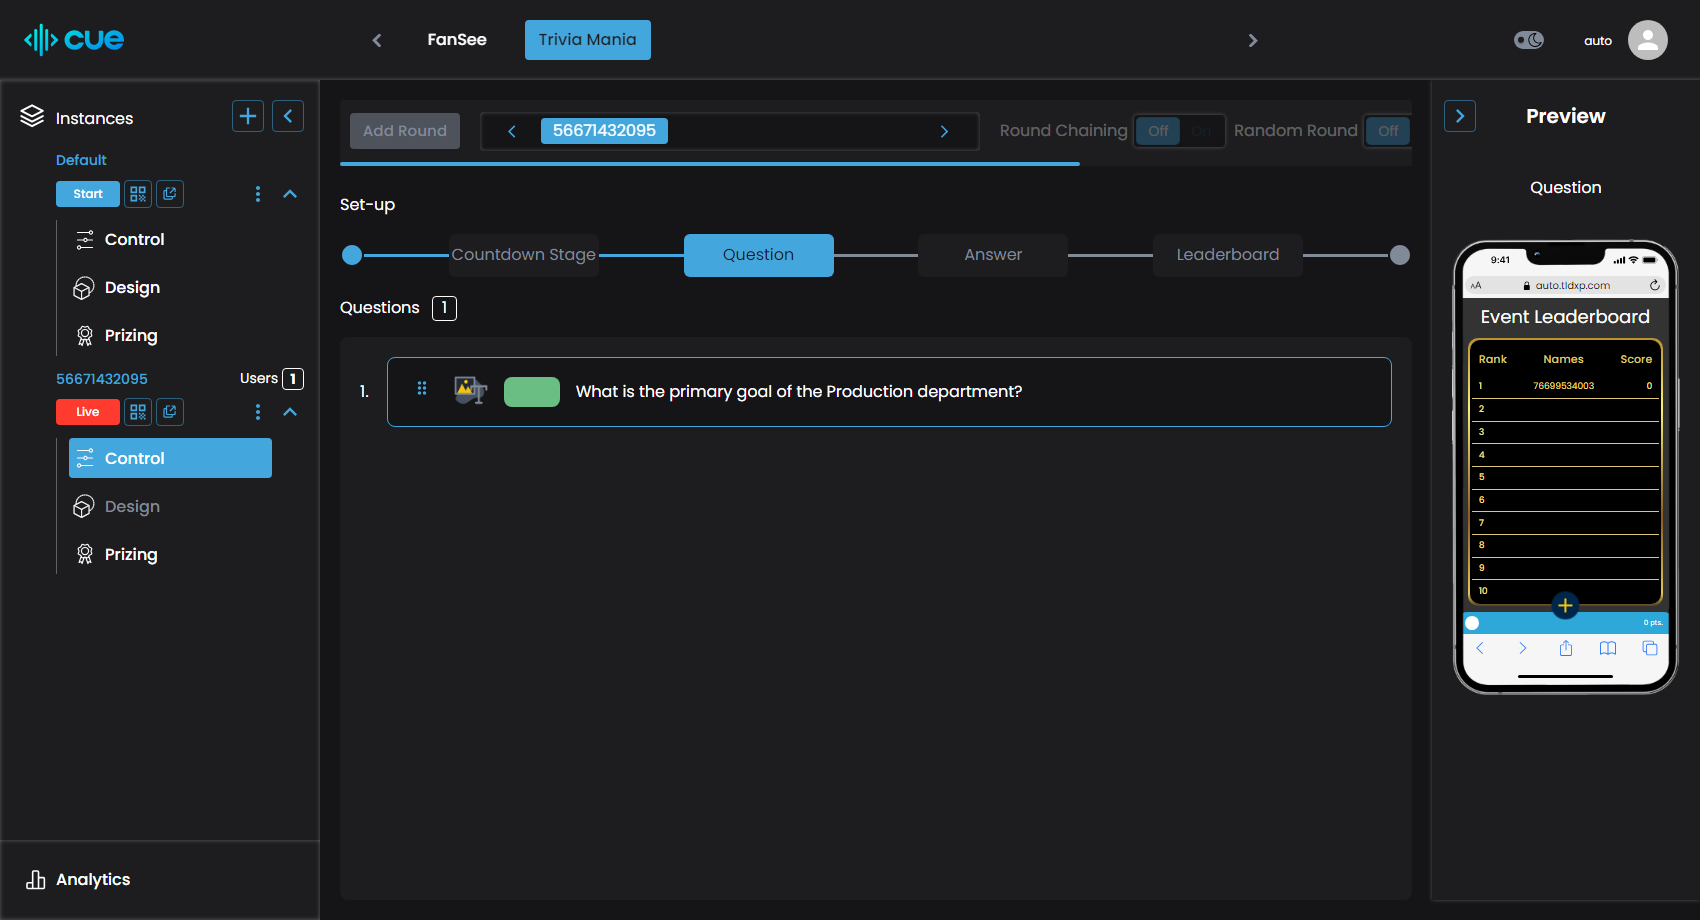 cue
FanSee
Trivia Mania
auto
Instances
Default
Start
Control
Design
Prizing
56671432095
Users 1
Live
Control
Design
Prizing
Analytics
Add Round
56671432095
Round Chaining
Off On
Random Round
Off
Set-up
Countdown Stage
Question
Answer
Leaderboard
Questions 1
1. What is the primary goal of the Production department?
Preview
Question
9:41
AA auto.tldxp.com
Event Leaderboard
Rank Names Score
1 76699534003 0
2
3
4
5
6
7
8
9
10
0 pts.